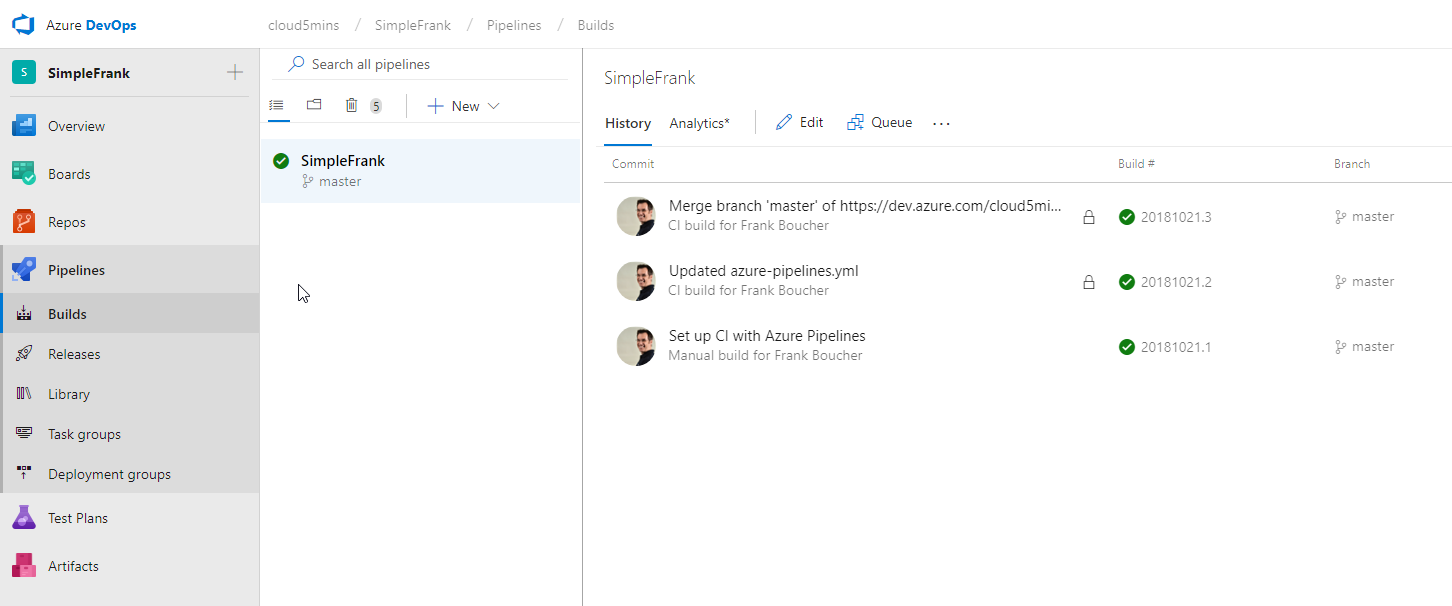 Azure DevOps
cloud5mins / SimpleFrank / Pipelines / Builds
S SimpleFrank
Overview
Boards
Repos
Pipelines
Builds
Releases
Library
Task groups
Deployment groups
Test Plans
Artifacts
Search all pipelines
5 New
SimpleFrank
master
SimpleFrank
History Analytics* Edit Queue ...
Commit Build # Branch
Merge branch 'master' of https://dev.azure.com/cloud5mi... 20181021.3 master
CI build for Frank Boucher
Updated azure-pipelines.yml 20181021.2 master
CI build for Frank Boucher
Set up CI with Azure Pipelines 20181021.1 master
Manual build for Frank Boucher